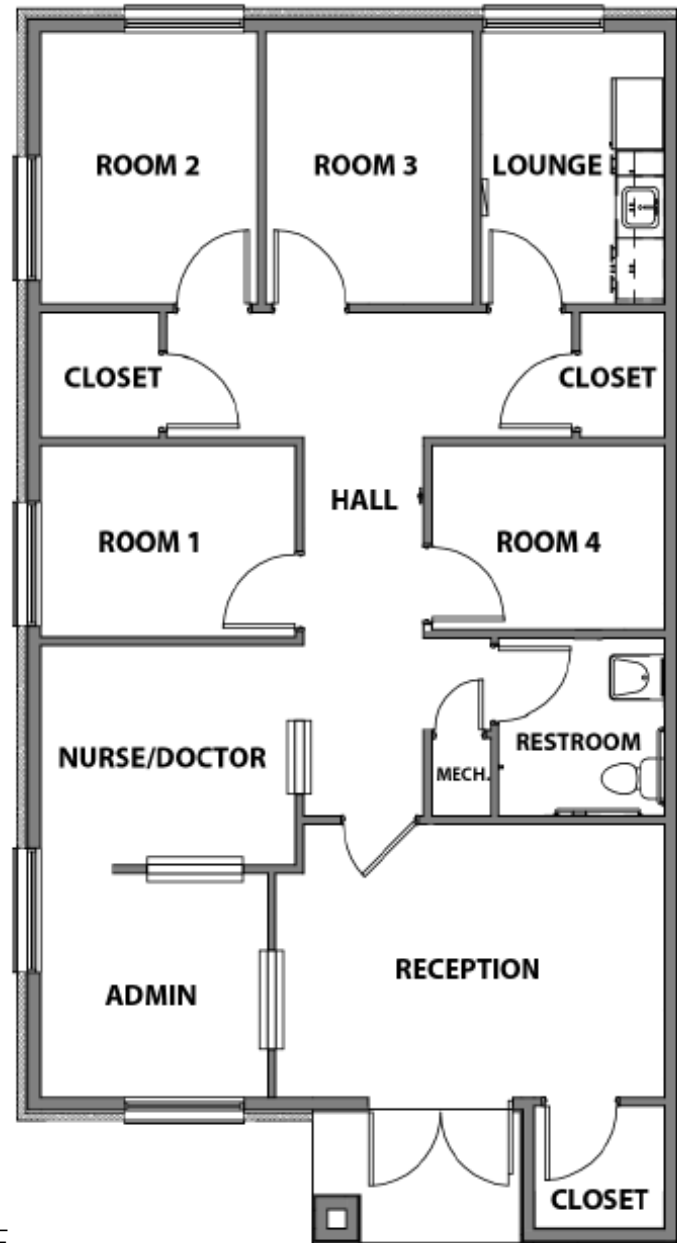 ROOM 2
ROOM 3
LOUNGE
CLOSET
CLOSET
HALL
ROOM 1
ROOM 4
NURSE/DOCTOR
RESTROOM
MECH.
RECEPTION
ADMIN
CLOSET